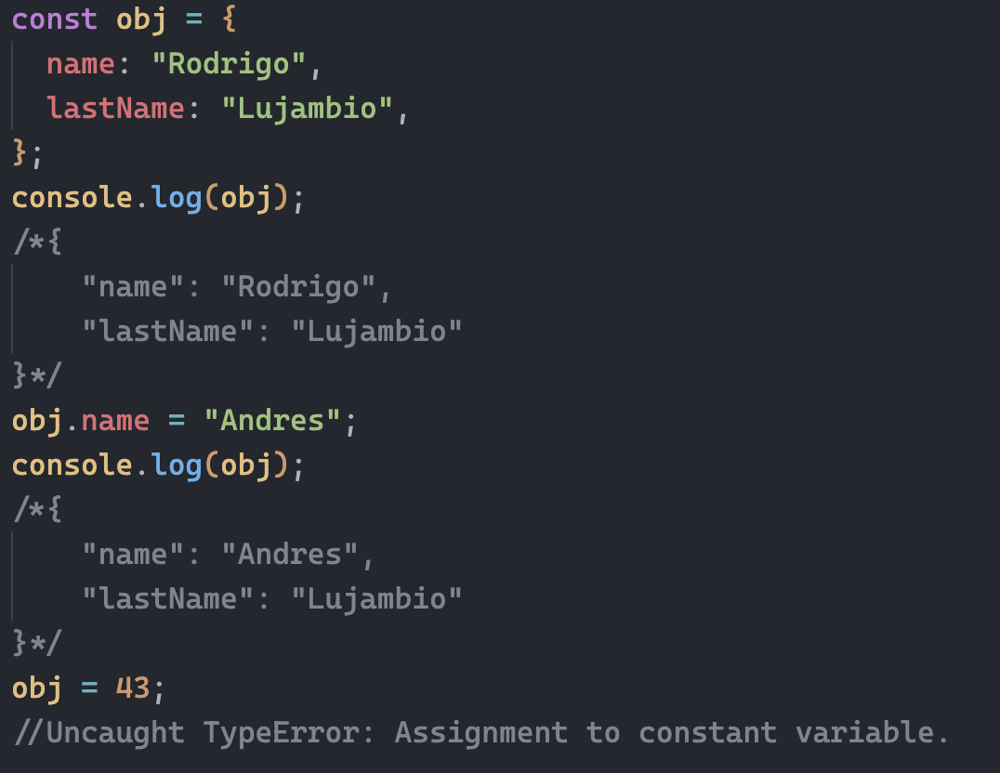 const obj = {
  name: "Rodrigo",
  lastName: "Lujambio",
};
console.log(obj);
/*{
    "name": "Rodrigo",
    "lastName": "Lujambio"
}*/
obj.name = "Andres";
console.log(obj);
/*{
    "name": "Andres",
    "lastName": "Lujambio"
}*/
obj = 43;
//Uncaught TypeError: Assignment to constant variable.